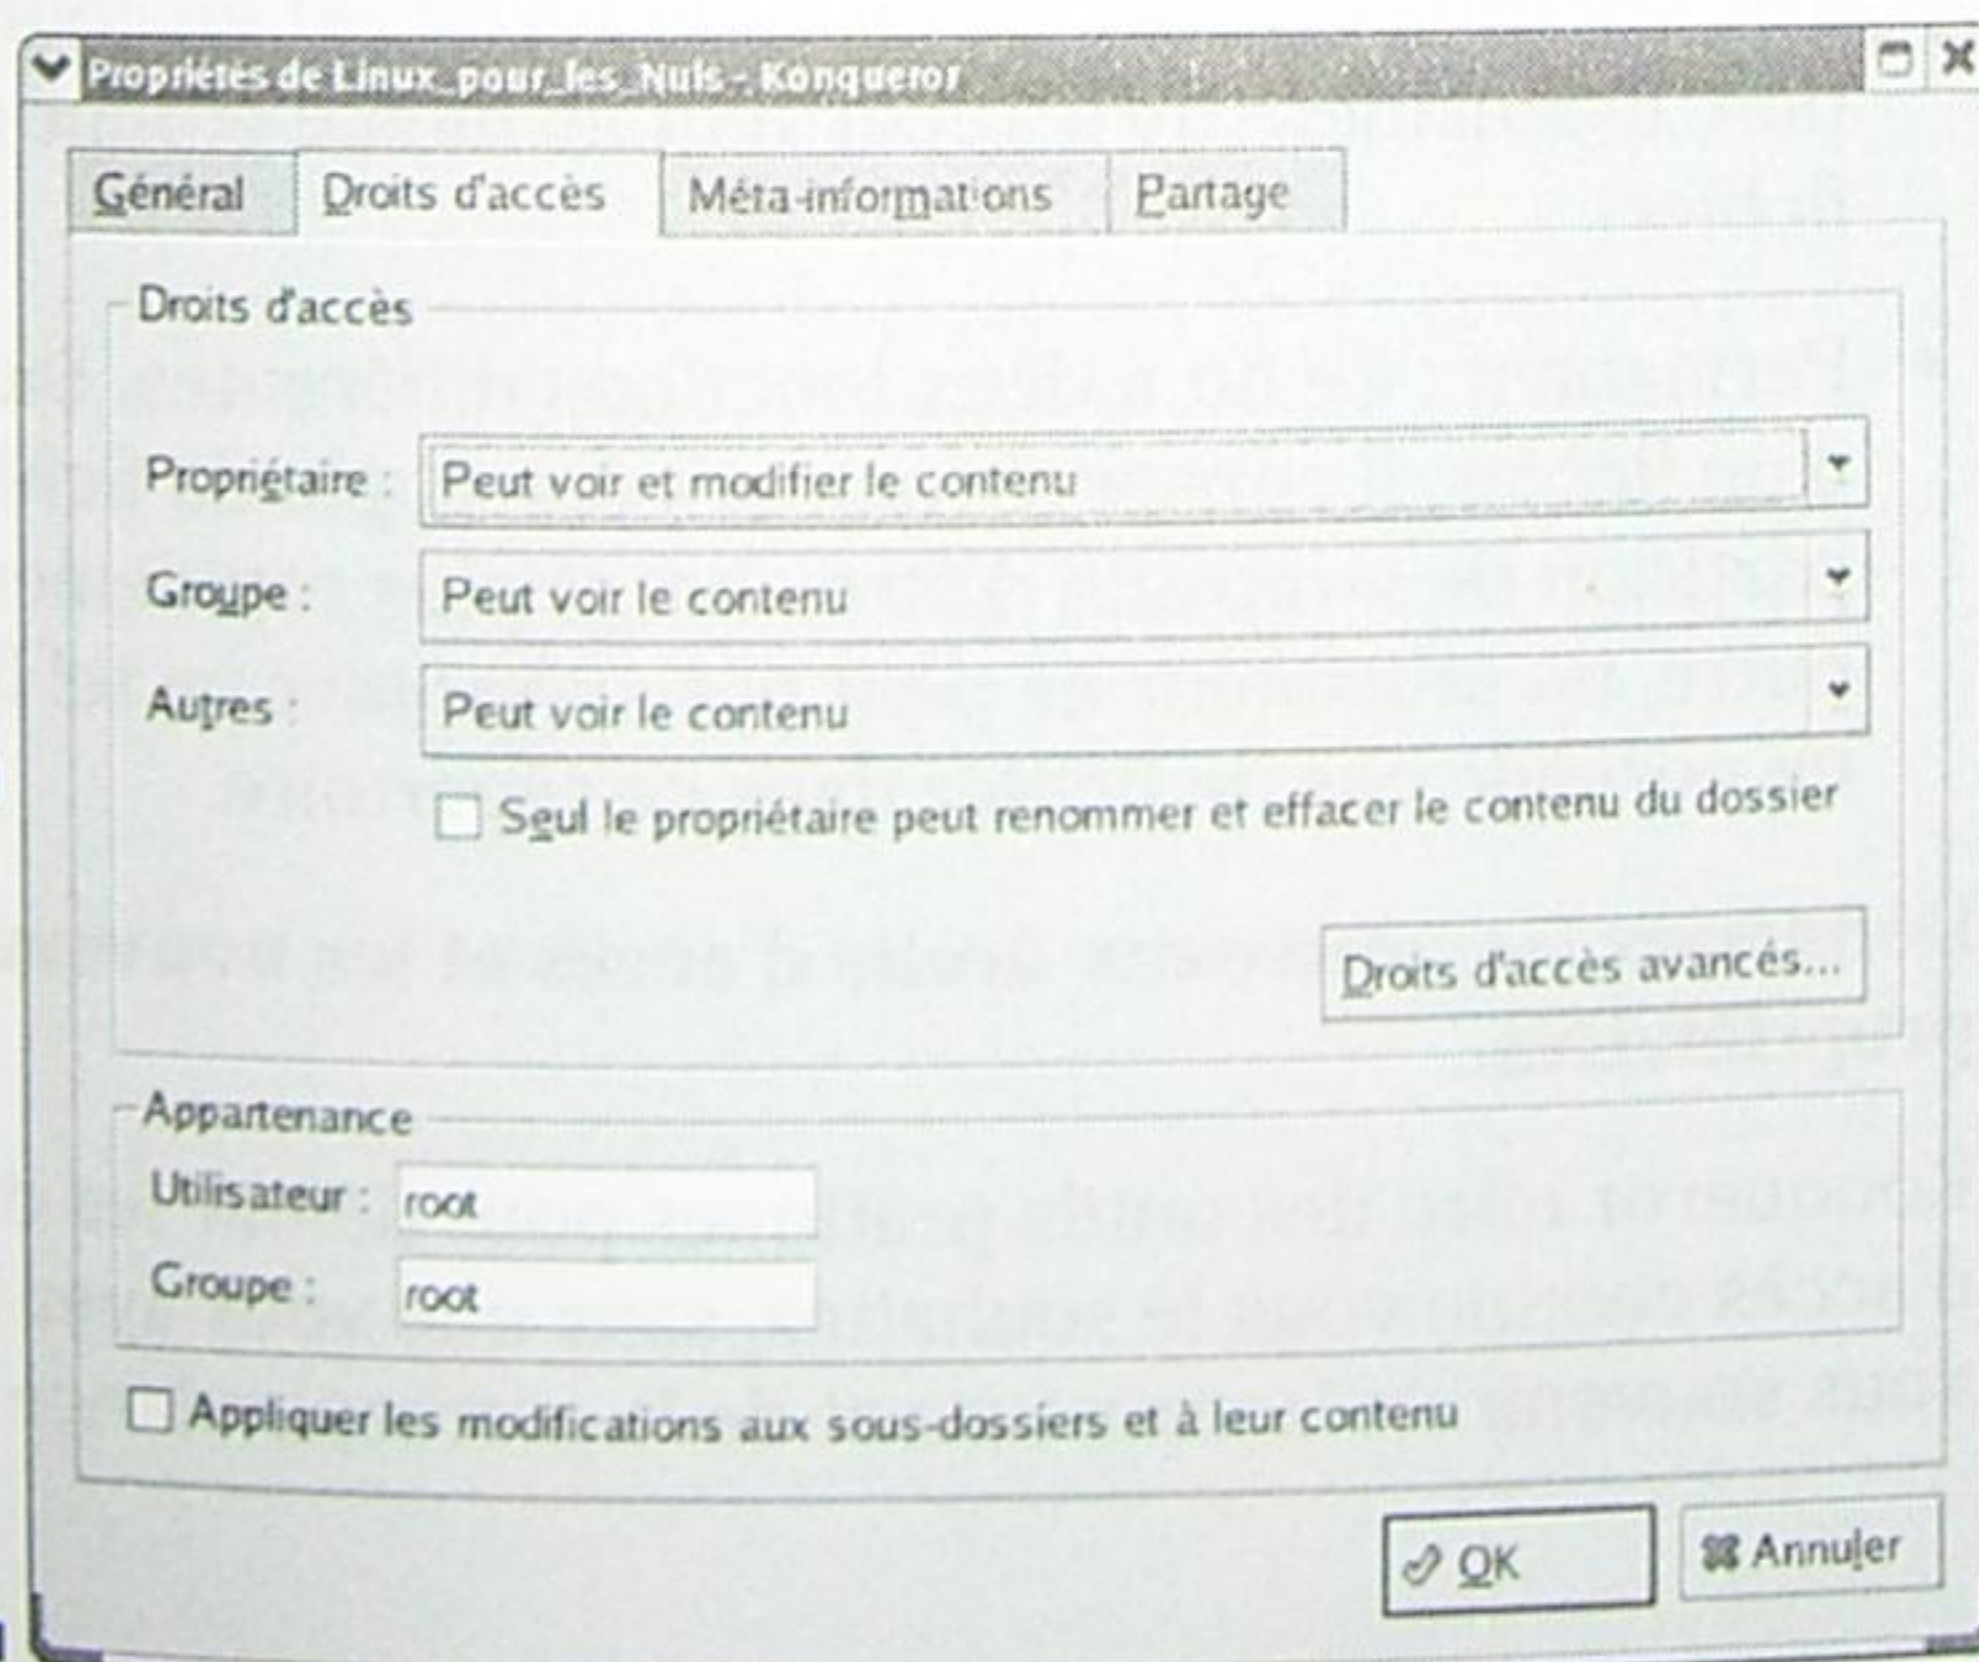 Propriétés de Linux_pour_les_Nuls - Konqueror
Général Droits d'accès Méta-informations Partage
Droits d'accès
Propriétaire : Peut voir et modifier le contenu
Groupe : Peut voir le contenu
Autres : Peut voir le contenu
Seul le propriétaire peut renommer et effacer le contenu du dossier
Droits d'accès avancés...
Appartenance
Utilisateur : root
Groupe : root
Appliquer les modifications aux sous-dossiers et à leur contenu
OK Annuler